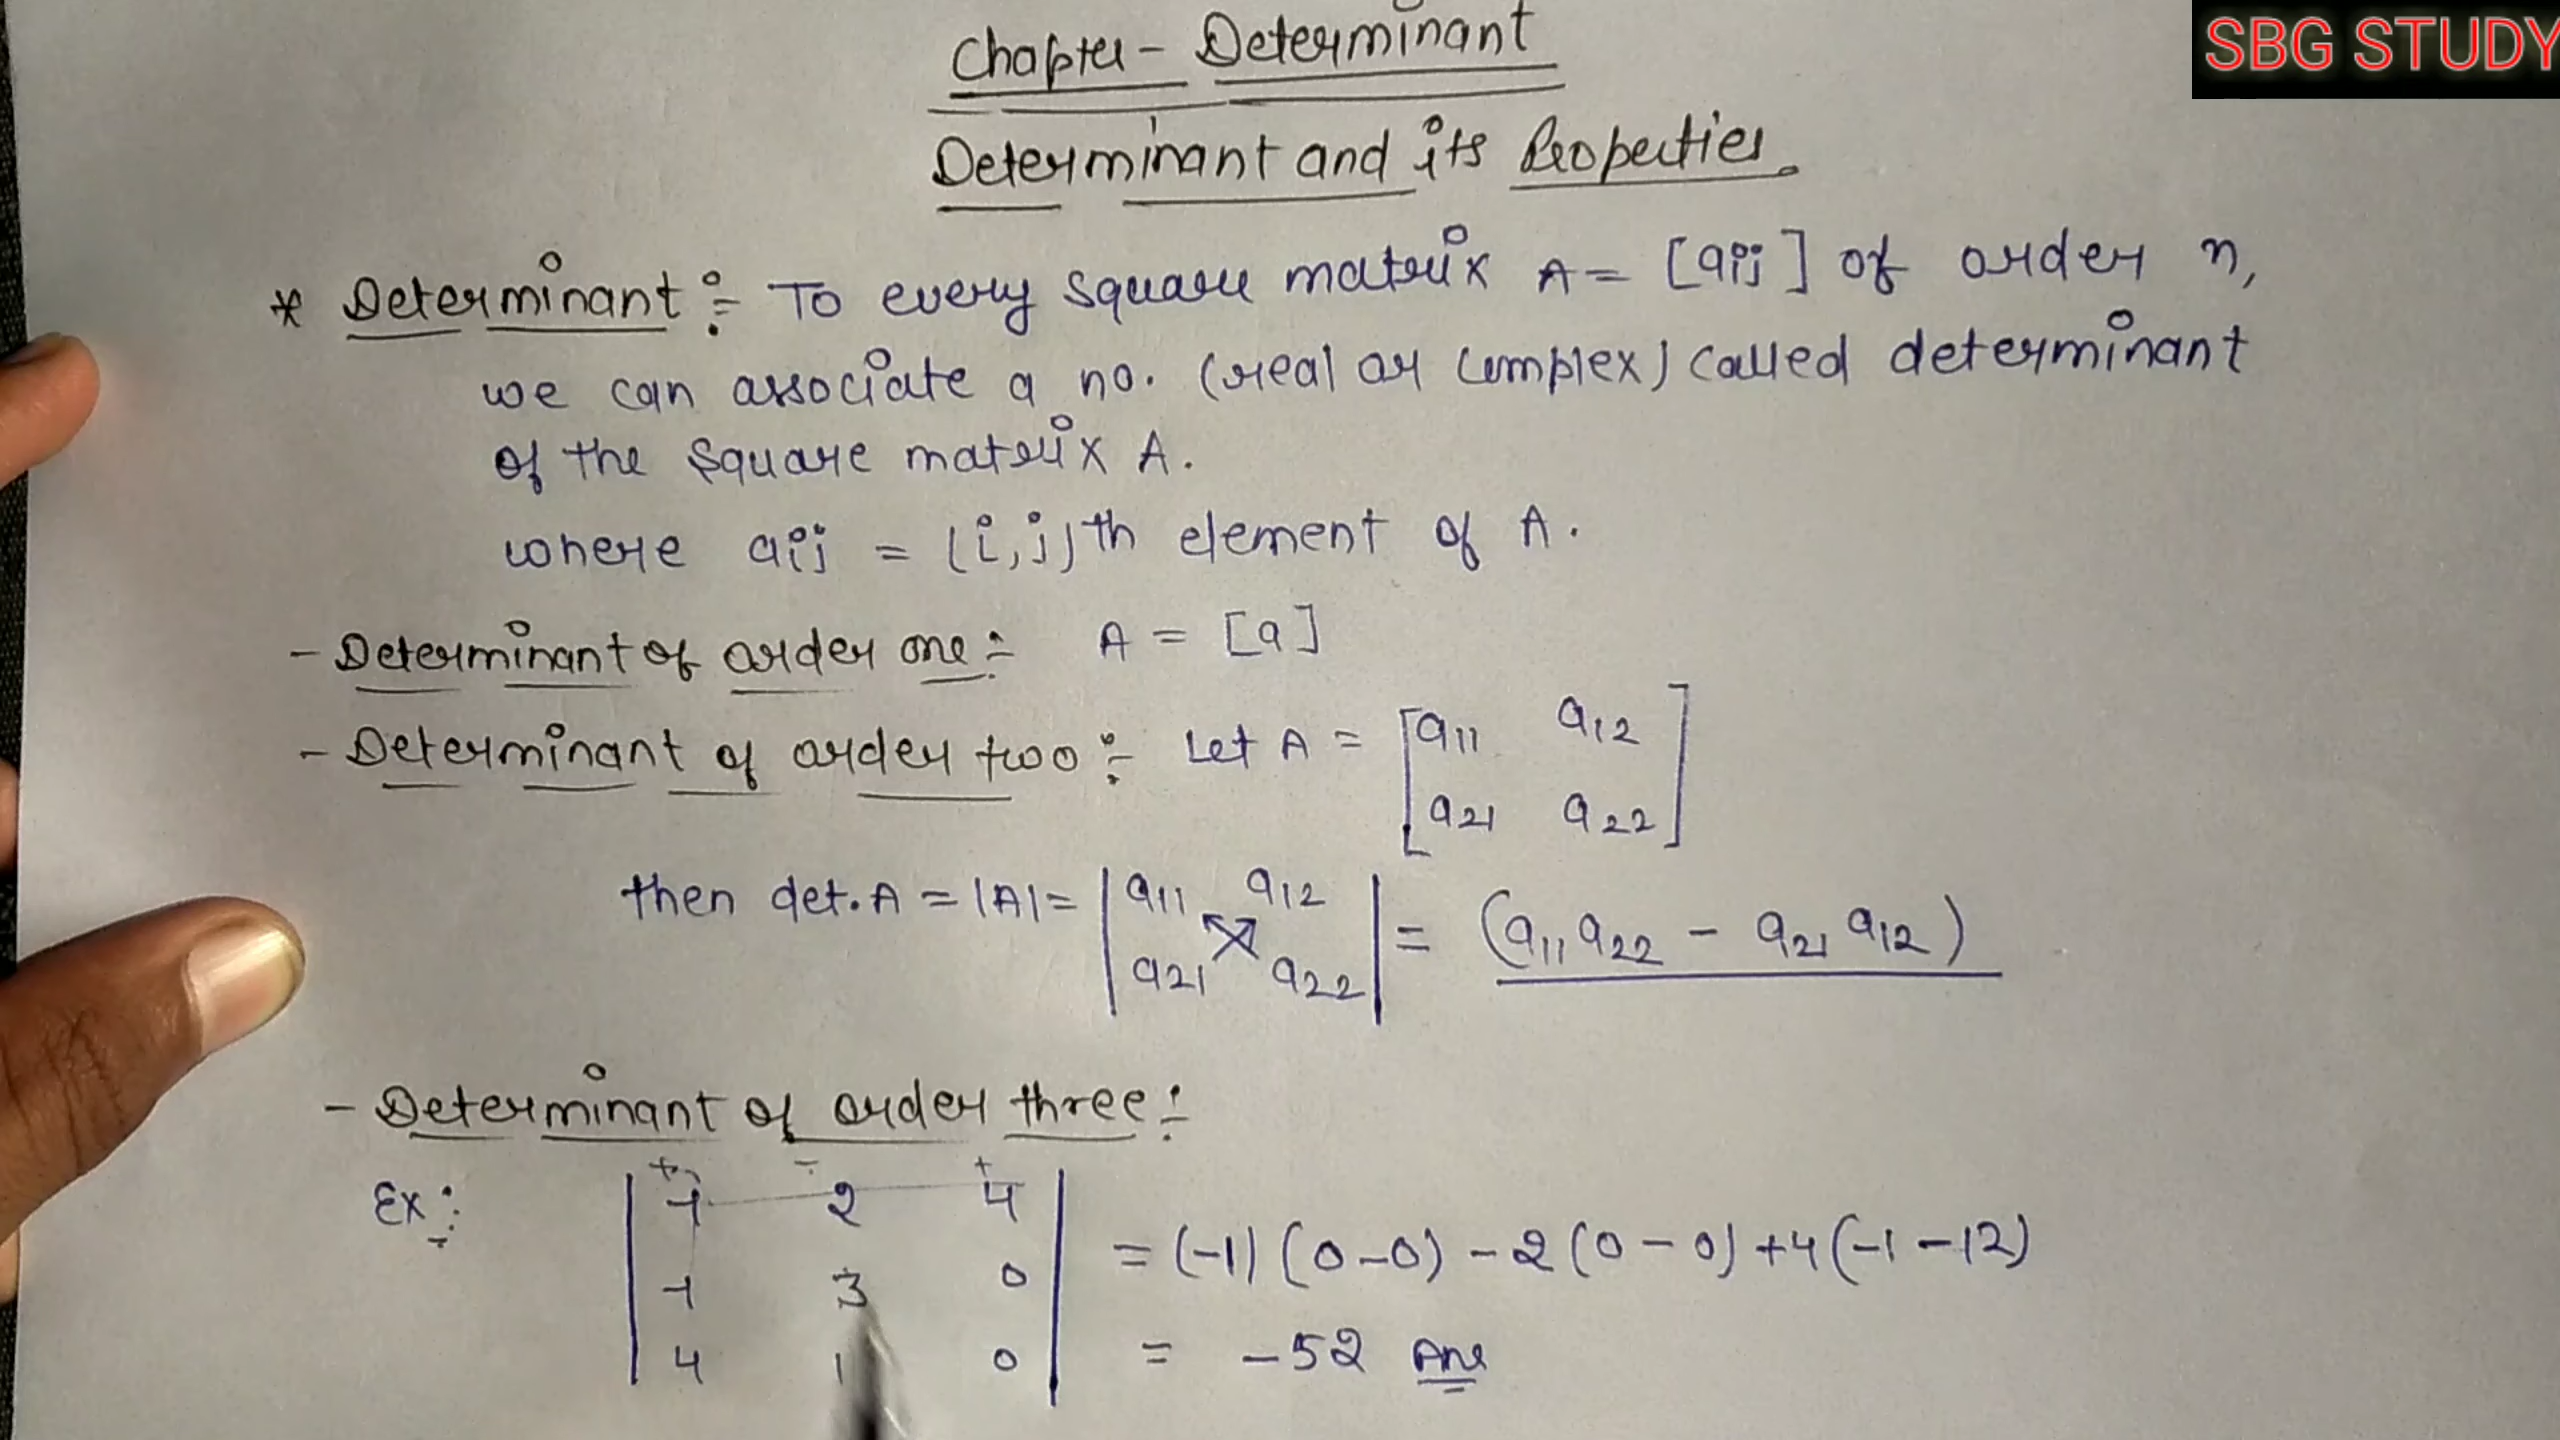 SBG STUDY
Chapter - Determinant
Determinant and its Properties.
* Determinant :- To every square matrix A = [aij] of order n,
we can associate a no. (real or complex) called determinant
of the square matrix A.
where aij = (i,j)th element of A.
- Determinant of order one :- A = [a]
- Determinant of order two :- Let A = [a11 a12
a21 a22]
then det. A = |A| = |a11 a12
a21 a22| = (a11 a22 - a21 a12)
- Determinant of order three :-
+ - +
Ex :- |-1 2 4
-1 3 0
4 1 0| = (-1) (0-0) - 2 (0-0) + 4 (-1-12)
= -52 Ans